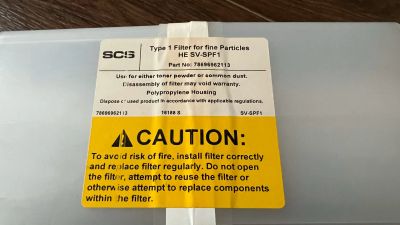 SCS
Type 1 Filter for fine Particles
HE SV-SPF1
Part No: 78696962113
Use for either toner powder or common dust.
Disassembly of filter may void warranty.
Polypropylene Housing
Dispose of used product in accordance with applicable regulations.
78696962113 16188 S SV-SPF1
CAUTION:
To avoid risk of fire, install filter correctly
and replace filter regularly. Do not open
the filter, attempt to reuse the filter or
otherwise attempt to replace components
within the filter.